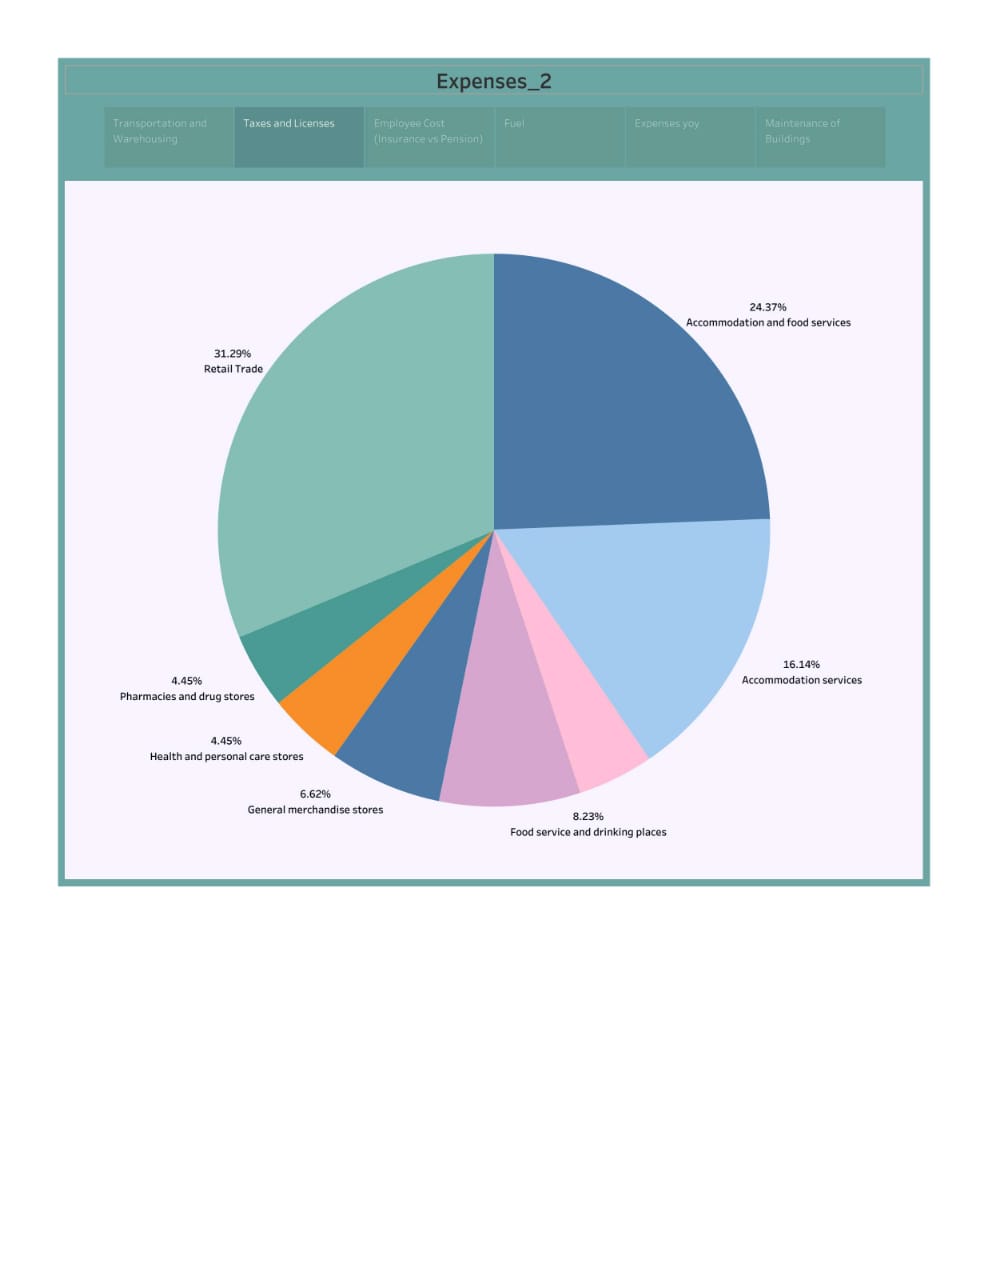 Expenses_2
Transportation and
Warehousing
Taxes and Licenses
Employee Cost
(Insurance vs Pension)
Fuel
Expenses yoy
Maintenance of
Buildings
24.37%
Accommodation and food services
31.29%
Retail Trade
16.14%
Accommodation services
4.45%
Pharmacies and drug stores
4.45%
Health and personal care stores
6.62%
General merchandise stores
8.23%
Food service and drinking places